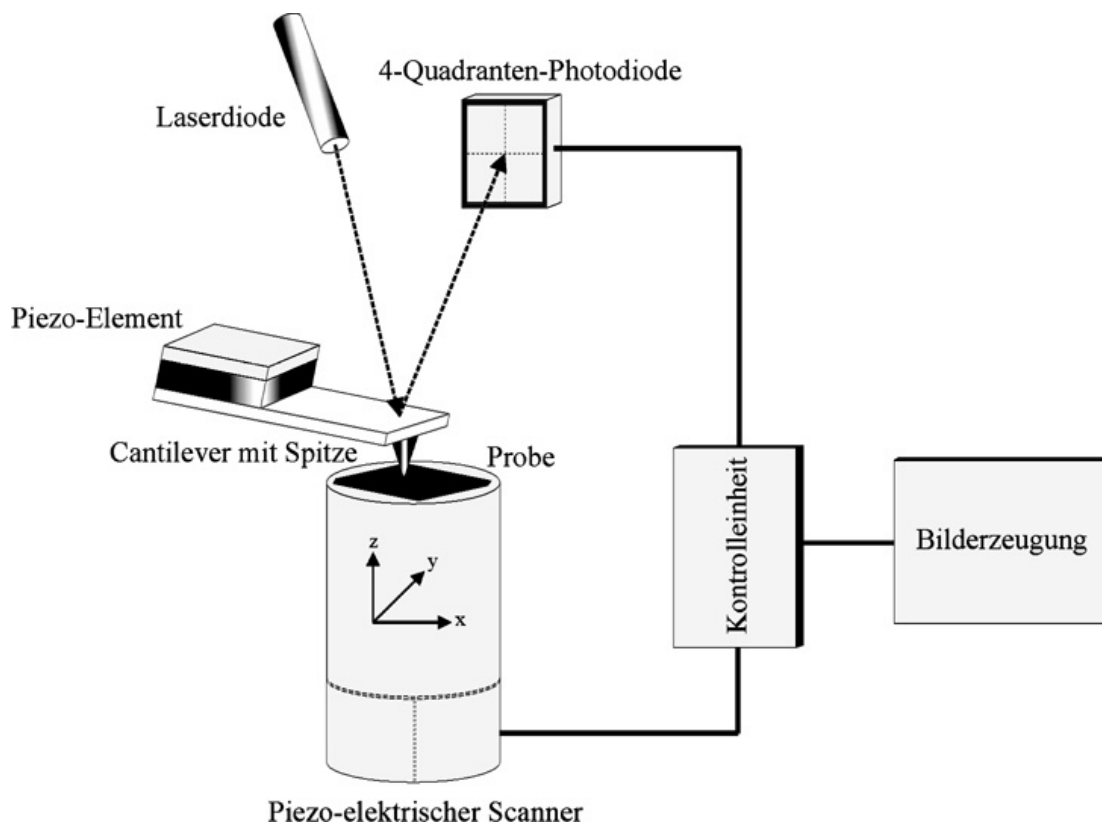 4-Quadranten-Photodiode
Laserdiode
Piezo-Element
Cantilever mit Spitze
Probe
z
y
x
Kontrolleinheit
Bilderzeugung
Piezo-elektrischer Scanner